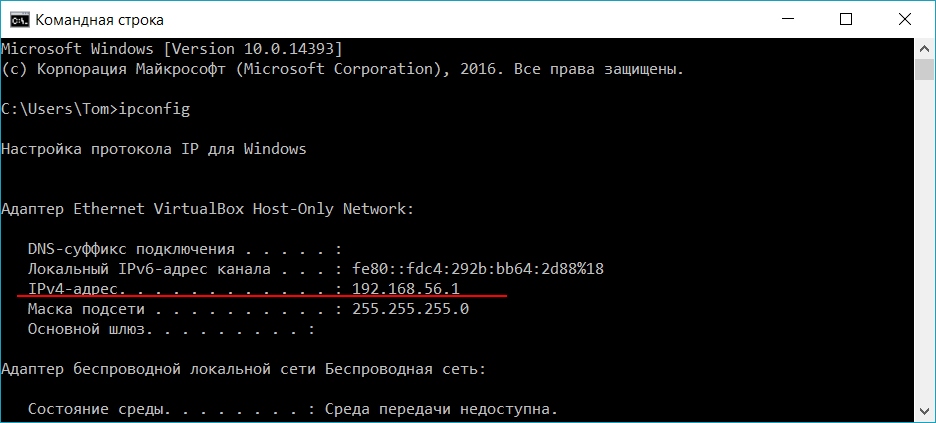 Командная строка
Microsoft Windows [Version 10.0.14393]
(c) Корпорация Майкрософт (Microsoft Corporation), 2016. Все права защищены.
C:\Users\Tom>ipconfig
Настройка протокола IP для Windows
Адаптер Ethernet VirtualBox Host-Only Network:
DNS-суффикс подключения . . . . . :
Локальный IPv6-адрес канала . . . : fe80::fdc4:292b:bb64:2d88%18
IPv4-адрес. . . . . . . . . . . . : 192.168.56.1
Маска подсети . . . . . . . . . . : 255.255.255.0
Основной шлюз. . . . . . . . . :
Адаптер беспроводной локальной сети Беспроводная сеть:
Состояние среды. . . . . . . . : Среда передачи недоступна.